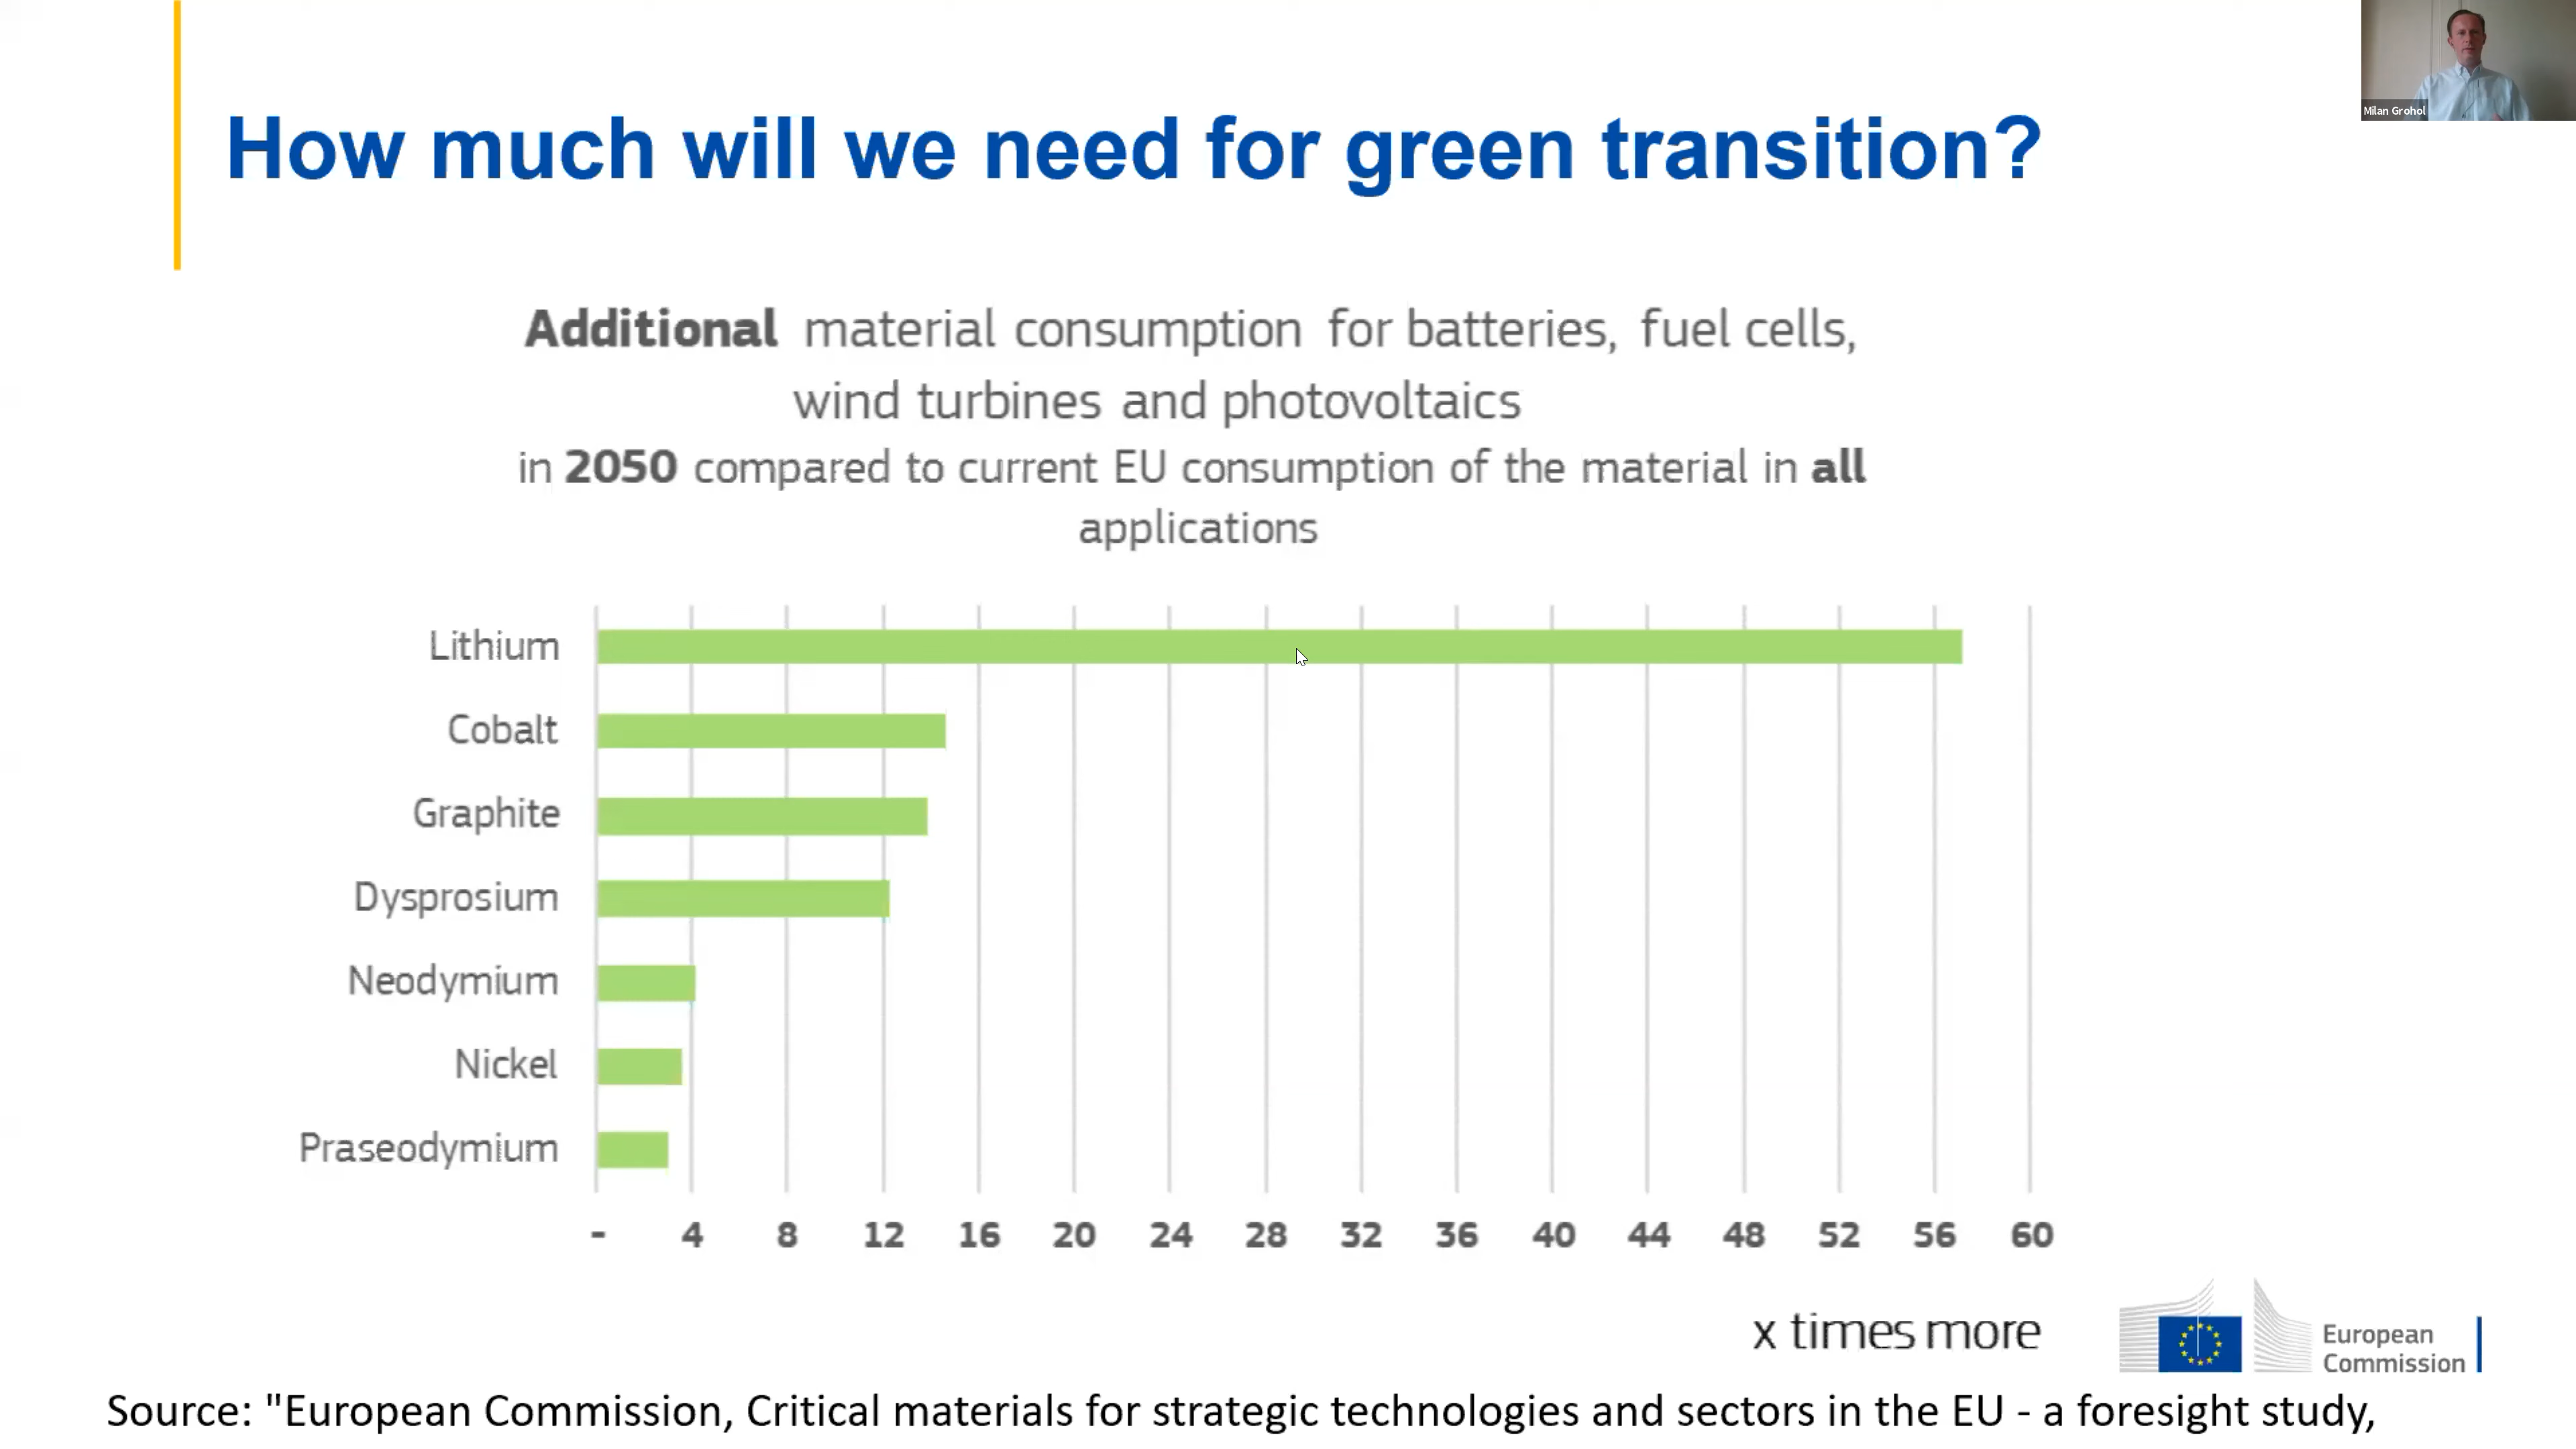 Milan Grohol
How much will we need for green transition?
Additional material consumption for batteries, fuel cells,
wind turbines and photovoltaics
in 2050 compared to current EU consumption of the material in all
applications
Lithium
Cobalt
Graphite
Dysprosium
Neodymium
Nickel
Praseodymium
- 4 8 12 16 20 24 28 32 36 40 44 48 52 56 60
x times more
European
Commission
Source: "European Commission, Critical materials for strategic technologies and sectors in the EU - a foresight study,